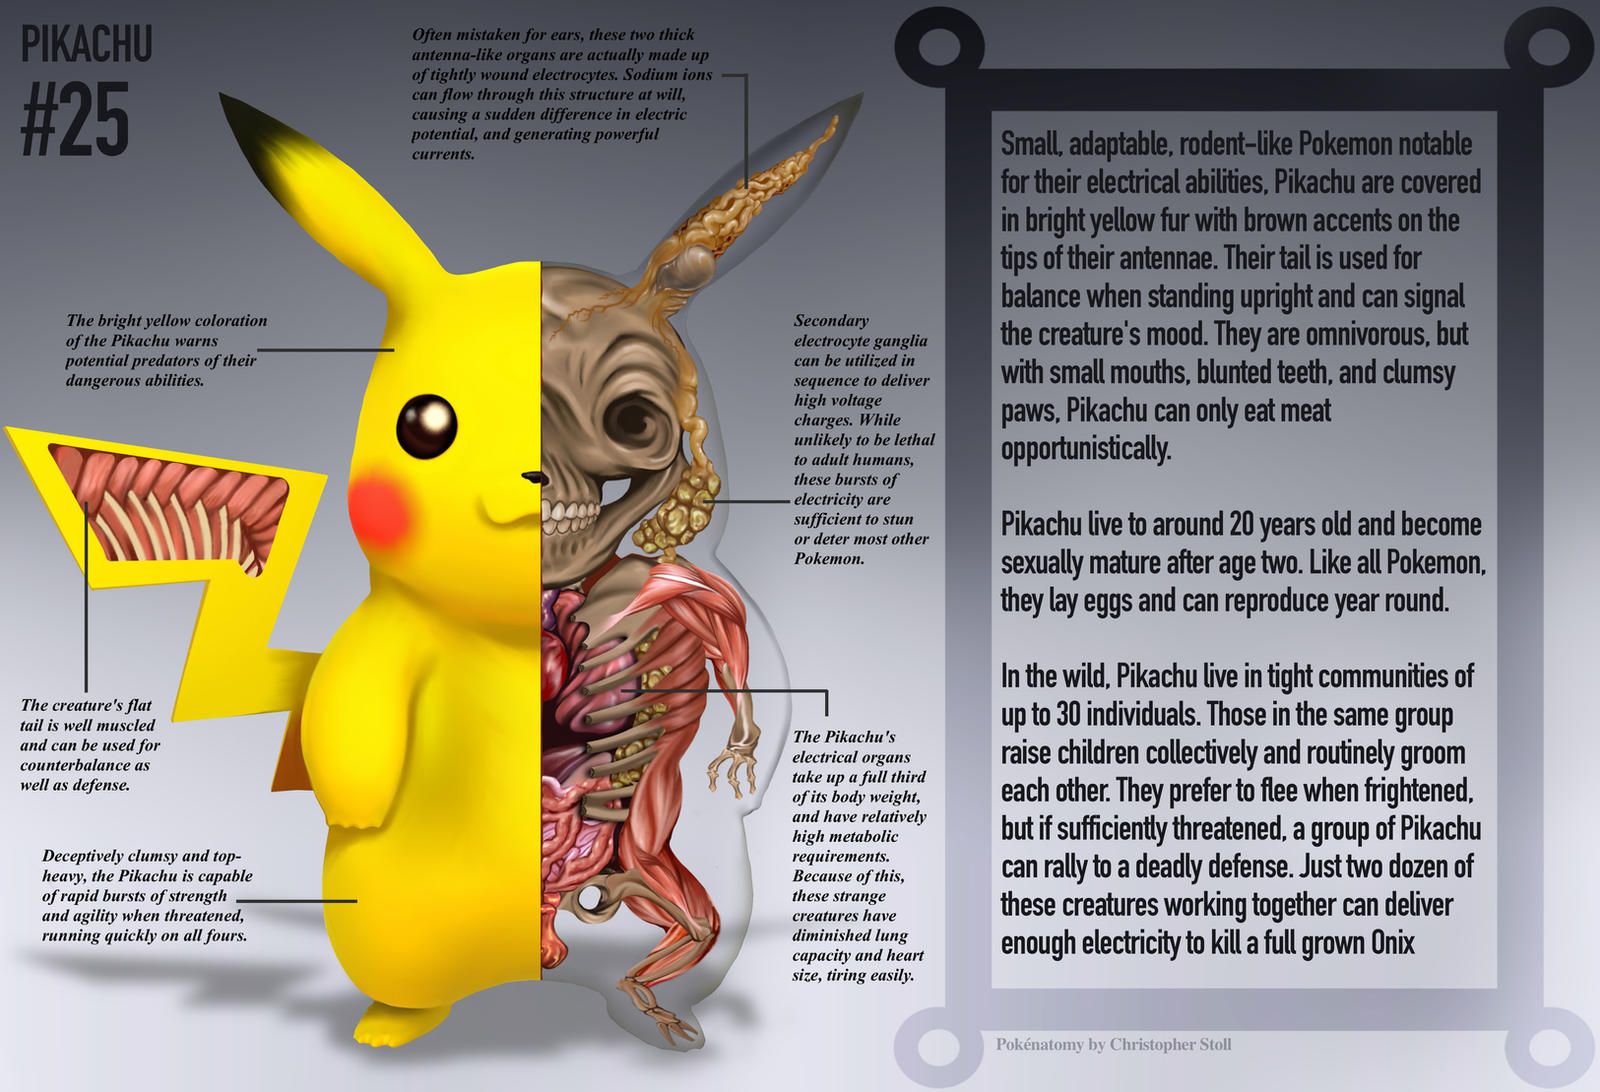 PIKACHU
#25
Often mistaken for ears, these two thick
antenna-like organs are actually made up
of tightly wound electrocytes. Sodium ions
can flow through this structure at will,
causing a sudden difference in electric
potential, and generating powerful
currents.
The bright yellow coloration
of the Pikachu warns
potential predators of their
dangerous abilities.
Secondary
electrocyte ganglia
can be utilized in
sequence to deliver
high voltage
charges. While
unlikely to be lethal
to adult humans,
these bursts of
electricity are
sufficient to stun
or deter most other
Pokemon.
The creature's flat
tail is well muscled
and can be used for
counterbalance as
well as defense.
The Pikachu's
electrical organs
take up a full third
of its body weight,
and have relatively
high metabolic
requirements.
Because of this,
these strange
creatures have
diminished lung
capacity and heart
size, tiring easily.
Deceptively clumsy and top-
heavy, the Pikachu is capable
of rapid bursts of strength
and agility when threatened,
running quickly on all fours.
Small, adaptable, rodent-like Pokemon notable
for their electrical abilities, Pikachu are covered
in bright yellow fur with brown accents on the
tips of their antennae. Their tail is used for
balance when standing upright and can signal
the creature's mood. They are omnivorous, but
with small mouths, blunted teeth, and clumsy
paws, Pikachu can only eat meat
opportunistically.
Pikachu live to around 20 years old and become
sexually mature after age two. Like all Pokemon,
they lay eggs and can reproduce year round.
In the wild, Pikachu live in tight communities of
up to 30 individuals. Those in the same group
raise children collectively and routinely groom
each other. They prefer to flee when frightened,
but if sufficiently threatened, a group of Pikachu
can rally to a deadly defense. Just two dozen of
these creatures working together can deliver
enough electricity to kill a full grown Onix
Pokénatomy by Christopher Stoll